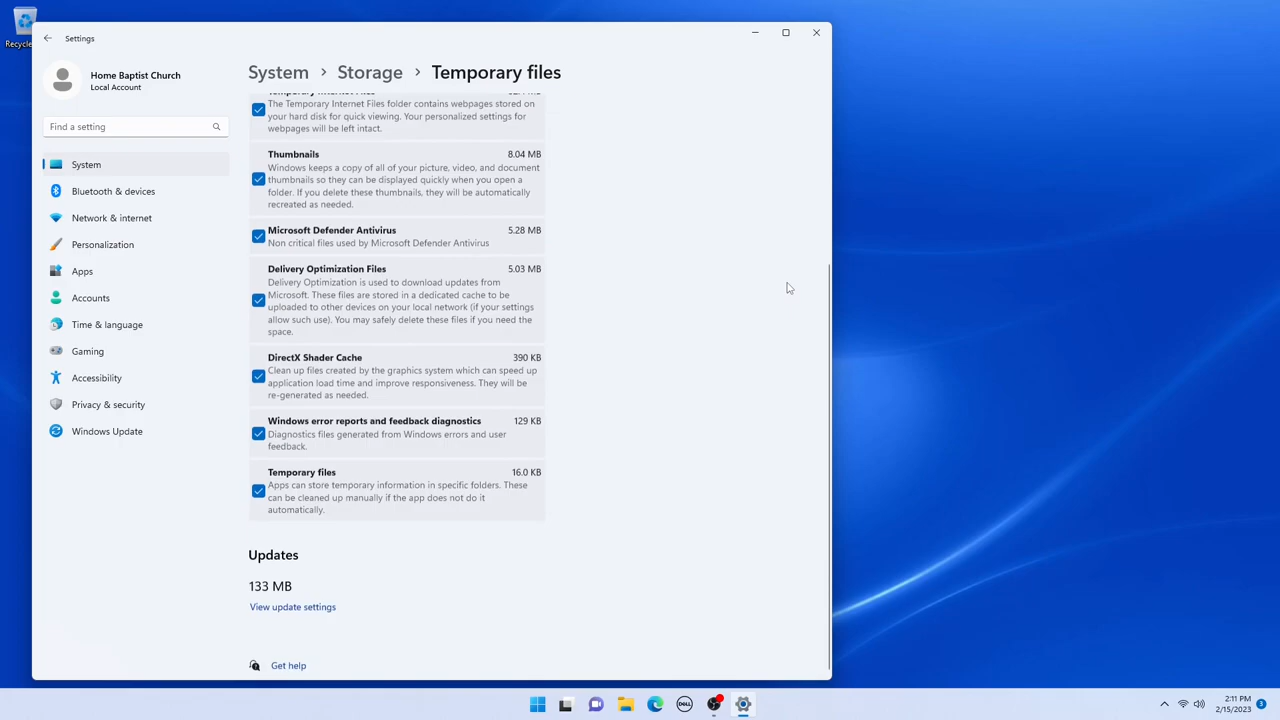 Recycle
Settings
Home Baptist Church
Local Account
Find a setting
System
Bluetooth & devices
Network & internet
Personalization
Apps
Accounts
Time & language
Gaming
Accessibility
Privacy & security
Windows Update
System > Storage > Temporary files
Temporary Internet Files
The Temporary Internet Files folder contains webpages stored on
your hard disk for quick viewing. Your personalized settings for
webpages will be left intact.
Thumbnails 8.04 MB
Windows keeps a copy of all of your picture, video, and document
thumbnails so they can be displayed quickly when you open a
folder. If you delete these thumbnails, they will be automatically
recreated as needed.
Microsoft Defender Antivirus 5.28 MB
Non critical files used by Microsoft Defender Antivirus
Delivery Optimization Files 5.03 MB
Delivery Optimization is used to download updates from
Microsoft. These files are stored in a dedicated cache to be
uploaded to other devices on your local network (if your settings
allow such use). You may safely delete these files if you need the
space.
DirectX Shader Cache 390 KB
Clean up files created by the graphics system which can speed up
application load time and improve responsiveness. They will be
re-generated as needed.
Windows error reports and feedback diagnostics 129 KB
Diagnostics files generated from Windows errors and user
feedback.
Temporary files 16.0 KB
Apps can store temporary information in specific folders. These
can be cleaned up manually if the app does not do it
automatically.
Updates
133 MB
View update settings
Get help
DELL
2:11 PM
2/15/2023
3